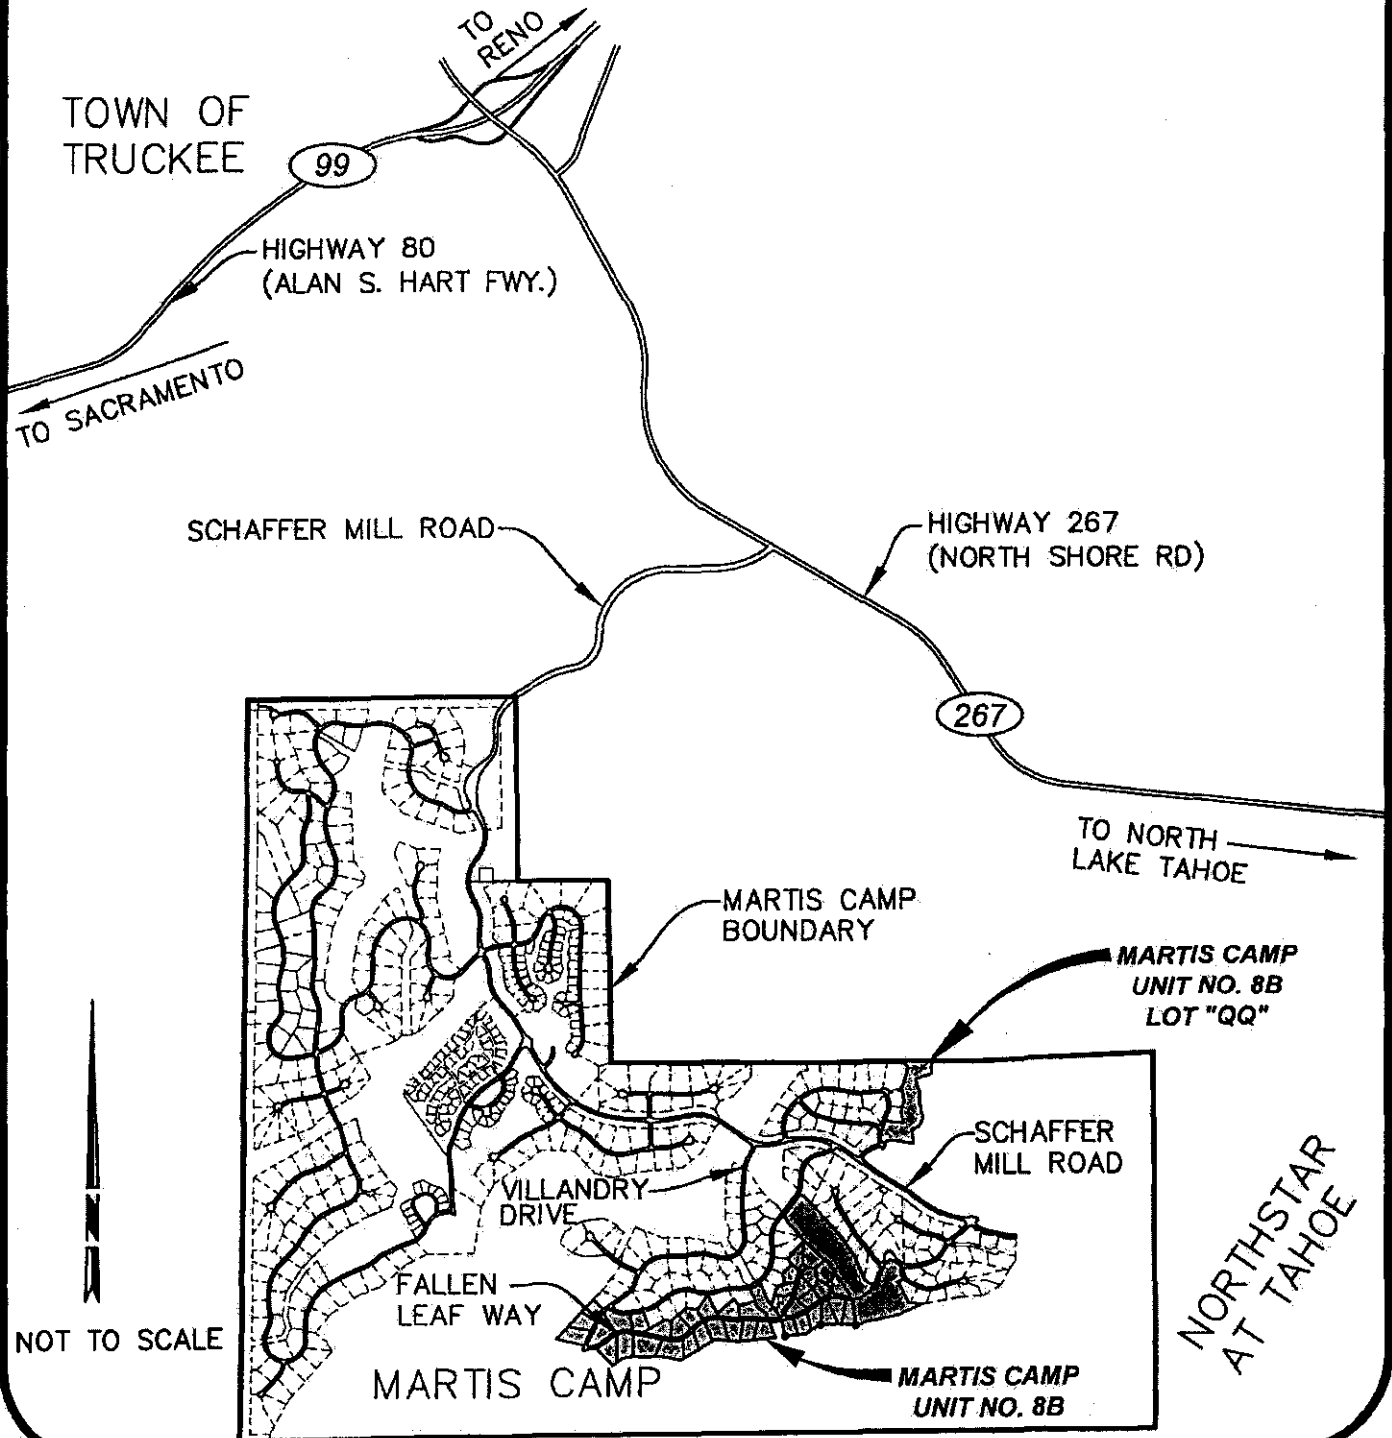 TO
RENO
TOWN OF
TRUCKEE
99
HIGHWAY 80
(ALAN S. HART FWY.)
TO SACRAMENTO
SCHAFFER MILL ROAD
HIGHWAY 267
(NORTH SHORE RD)
267
TO NORTH
LAKE TAHOE
MARTIS CAMP
BOUNDARY
MARTIS CAMP
UNIT NO. 8B
LOT "QQ"
SCHAFFER
MILL ROAD
VILLANDRY
DRIVE
NORTHSTAR
AT TAHOE
FALLEN
LEAF WAY
N
NOT TO SCALE
MARTIS CAMP
MARTIS CAMP
UNIT NO. 8B